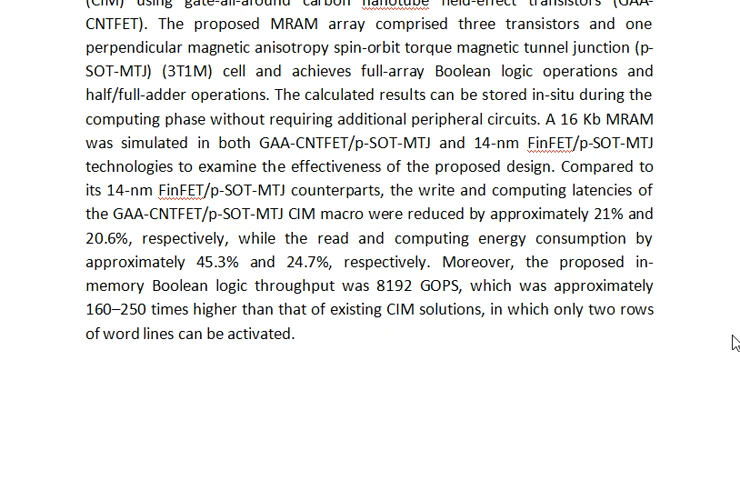 (CIM) using gate-all-around carbon nanotube field-effect transistors (GAA-
CNTFET). The proposed MRAM array comprised three transistors and one
perpendicular magnetic anisotropy spin-orbit torque magnetic tunnel junction (p-
SOT-MTJ) (3T1M) cell and achieves full-array Boolean logic operations and
half/full-adder operations. The calculated results can be stored in-situ during the
computing phase without requiring additional peripheral circuits. A 16 Kb MRAM
was simulated in both GAA-CNTFET/p-SOT-MTJ and 14-nm FinFET/p-SOT-MTJ
technologies to examine the effectiveness of the proposed design. Compared to
its 14-nm FinFET/p-SOT-MTJ counterparts, the write and computing latencies of
the GAA-CNTFET/p-SOT-MTJ CIM macro were reduced by approximately 21% and
20.6%, respectively, while the read and computing energy consumption by
approximately 45.3% and 24.7%, respectively. Moreover, the proposed in-
memory Boolean logic throughput was 8192 GOPS, which was approximately
160–250 times higher than that of existing CIM solutions, in which only two rows
of word lines can be activated.